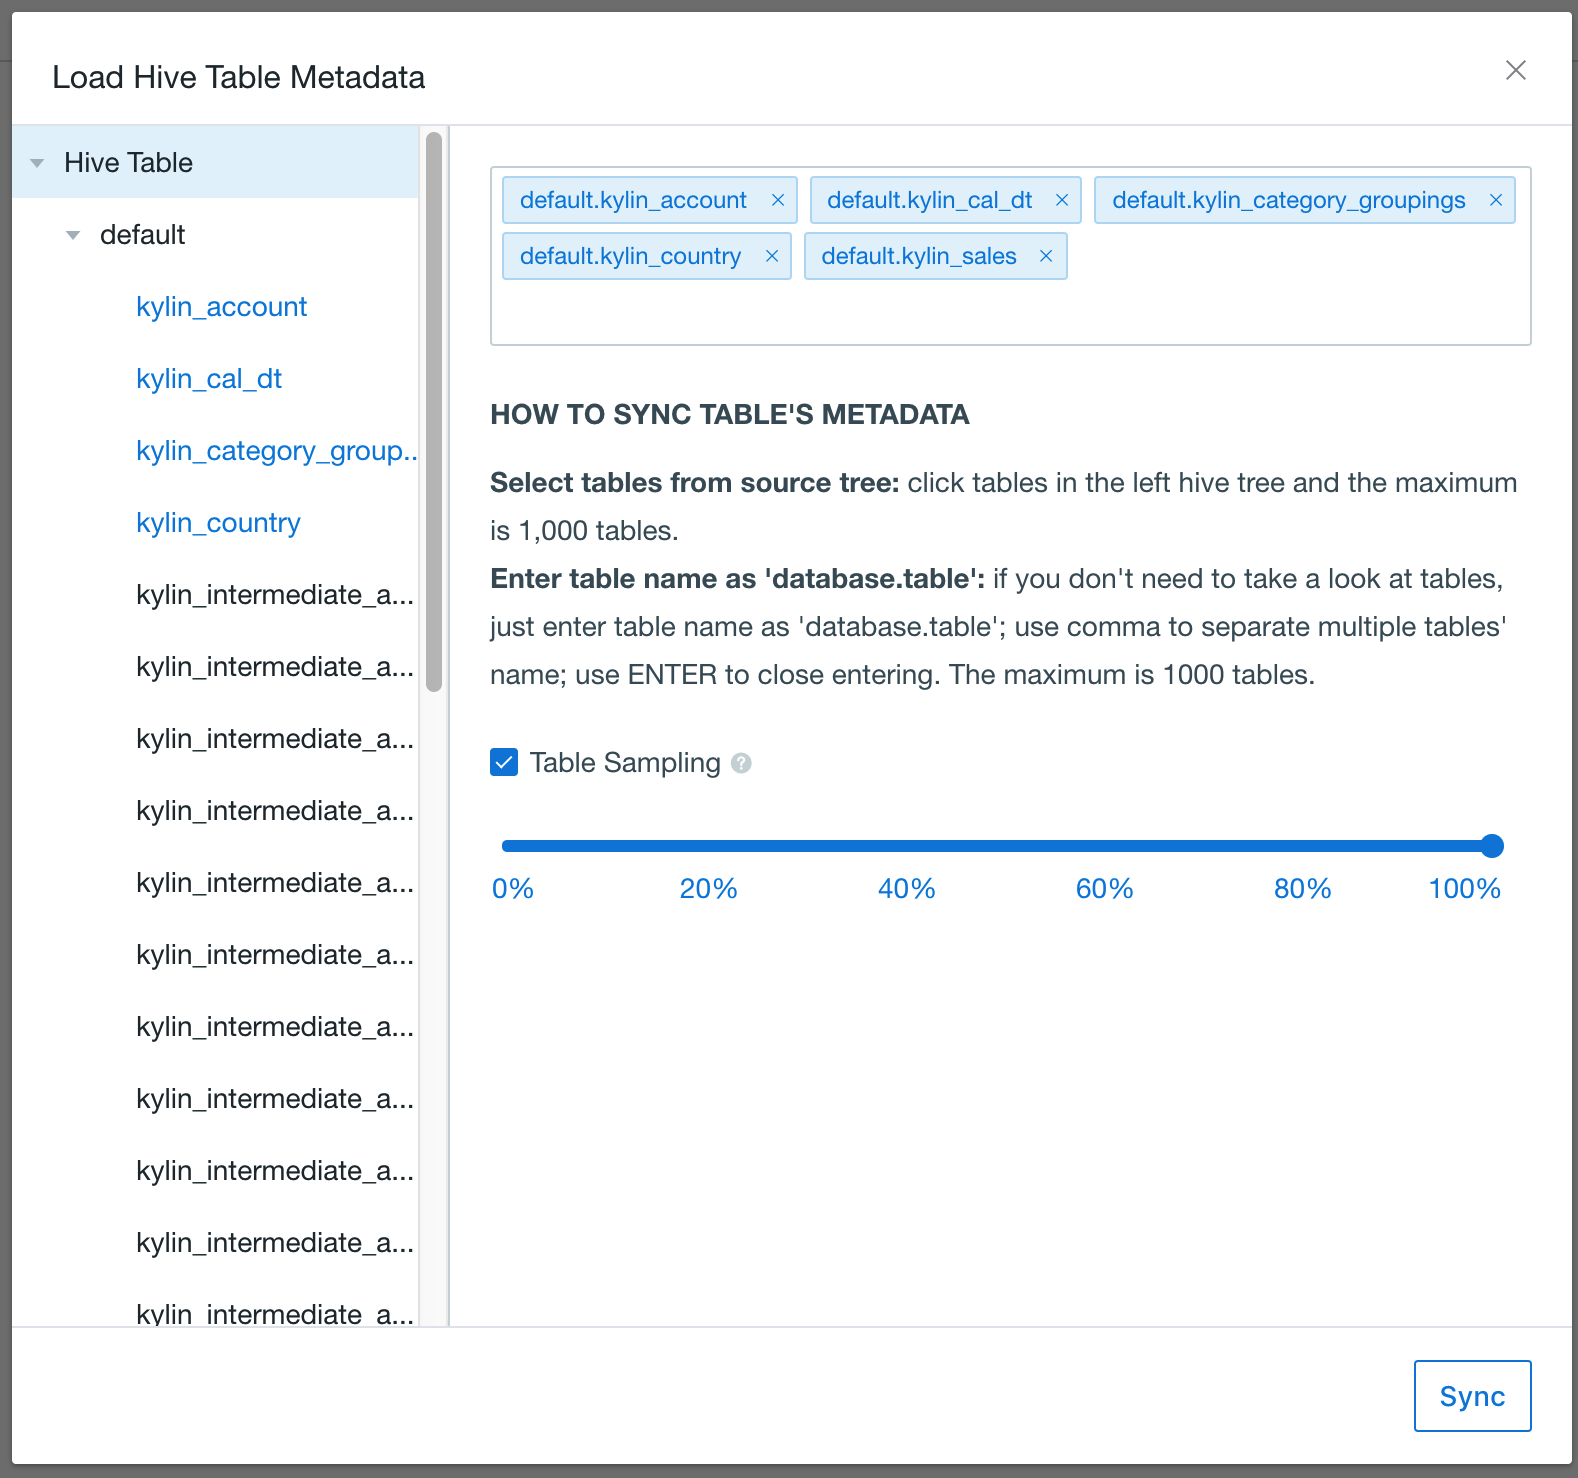 Load Hive Table Metadata
Hive Table
default
kylin_account
kylin_cal_dt
kylin_category_group..
kylin_country
kylin_intermediate_a...
kylin_intermediate_a...
kylin_intermediate_a...
kylin_intermediate_a...
kylin_intermediate_a...
kylin_intermediate_a...
kylin_intermediate_a...
kylin_intermediate_a...
kylin_intermediate_a...
kylin_intermediate_a...
kylin_intermediate_a...
default.kylin_account × default.kylin_cal_dt × default.kylin_category_groupings ×
default.kylin_country × default.kylin_sales ×
HOW TO SYNC TABLE'S METADATA
Select tables from source tree: click tables in the left hive tree and the maximum
is 1,000 tables.
Enter table name as 'database.table': if you don't need to take a look at tables,
just enter table name as 'database.table'; use comma to separate multiple tables'
name; use ENTER to close entering. The maximum is 1000 tables.
Table Sampling ?
0% 20% 40% 60% 80% 100%
Sync